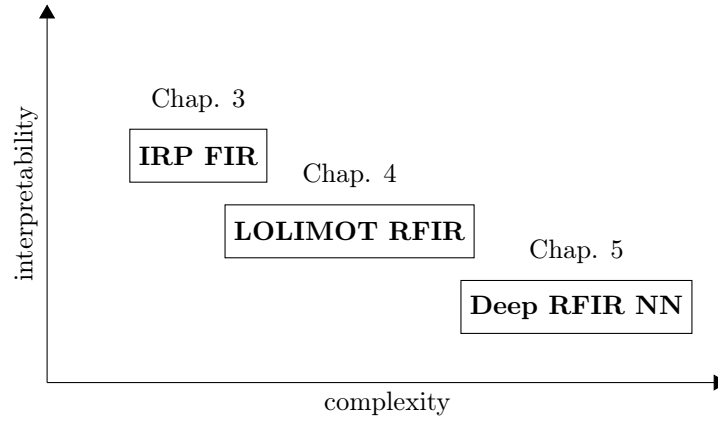 Chap. 3
IRP FIR
Chap. 4
LOLIMOT RFIR
Chap. 5
Deep RFIR NN
interpretability
complexity